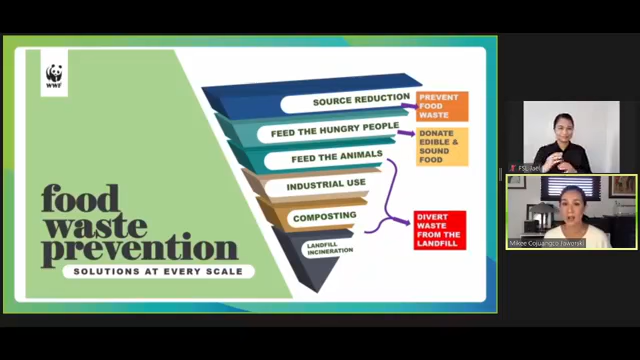 WWF
food
waste
prevention
SOLUTIONS AT EVERY SCALE
SOURCE REDUCTION
FEED THE HUNGRY PEOPLE
FEED THE ANIMALS
INDUSTRIAL USE
COMPOSTING
LANDFILL
INCINERATION
PREVENT
FOOD
WASTE
DONATE
EDIBLE &
SOUND
FOOD
DIVERT
WASTE
FROM THE
LANDFILL
Mikee Cojuangco Jaworski